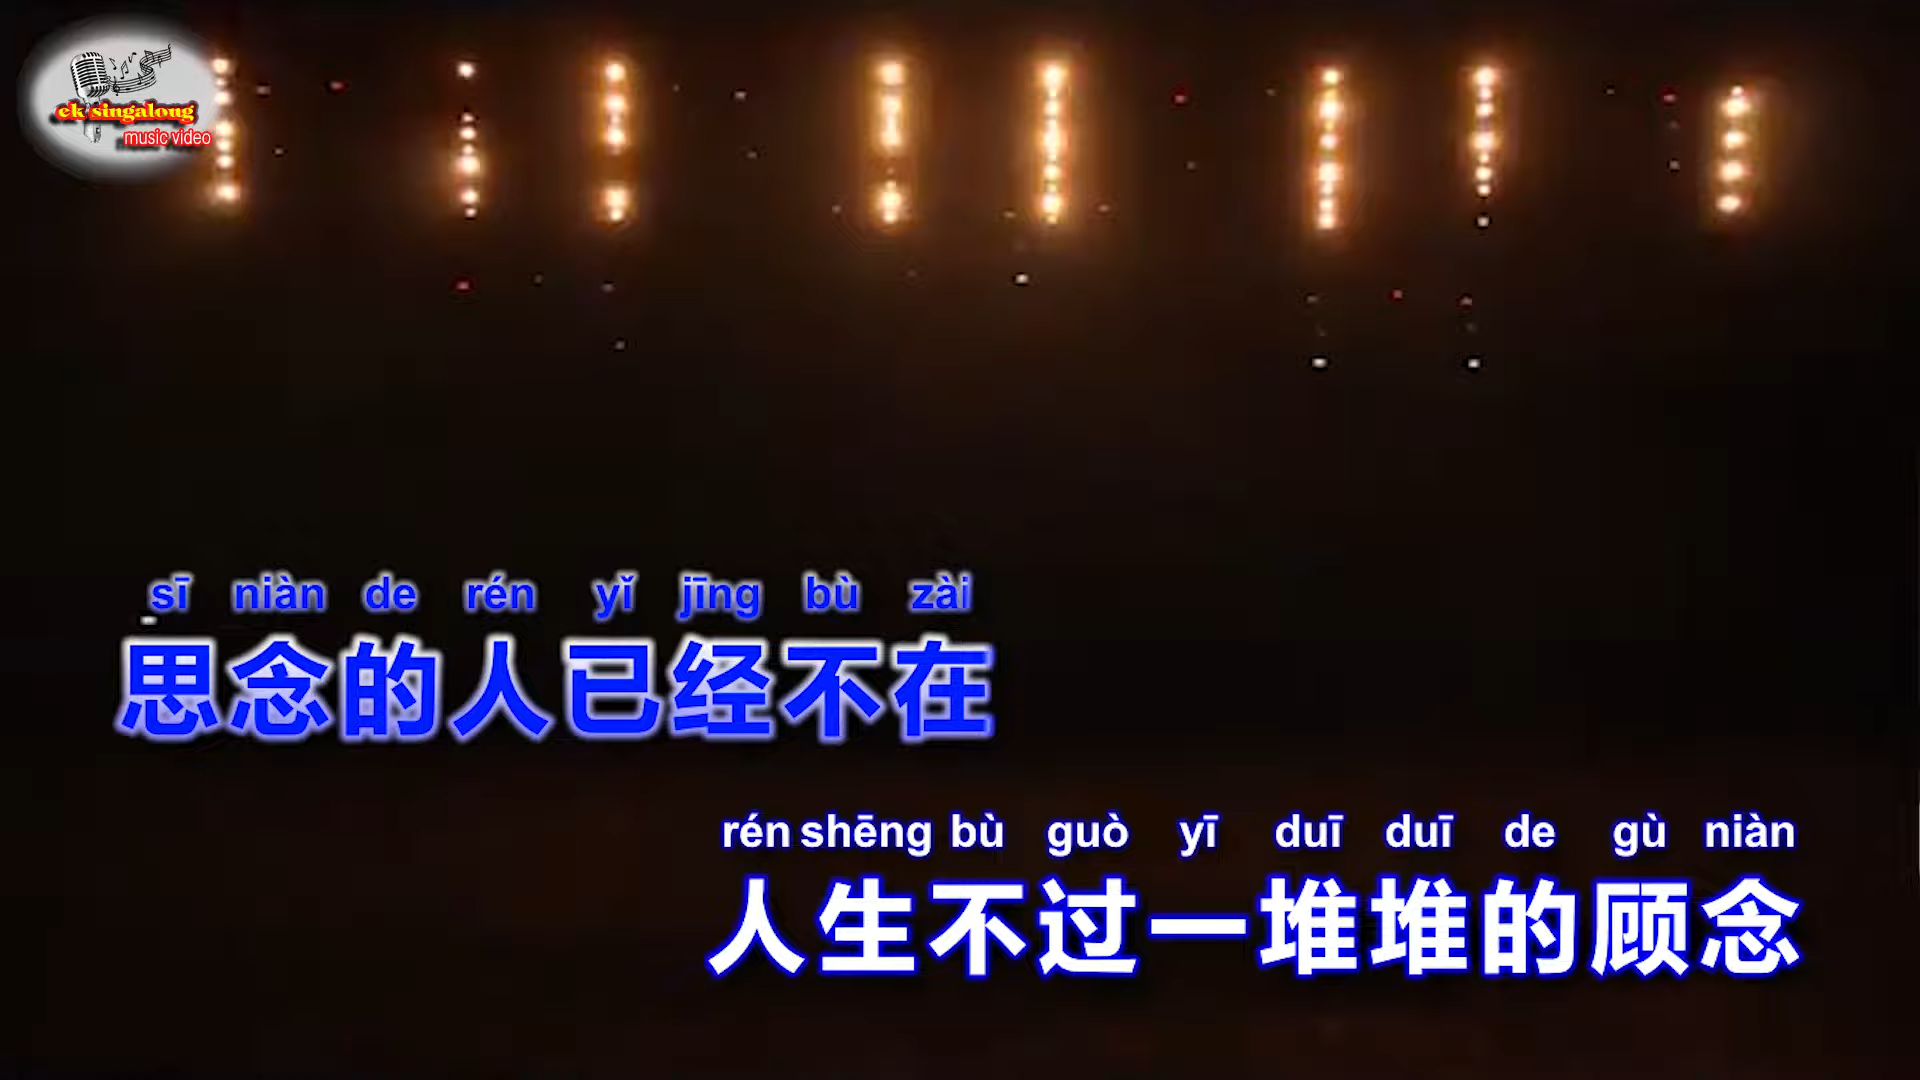 ek singalong
music video
sī niàn de rén yǐ jīng bù zài
思念的人已经不在
rén shēng bù guò yī duī duī de gù niàn
人生不过一堆堆的顾念